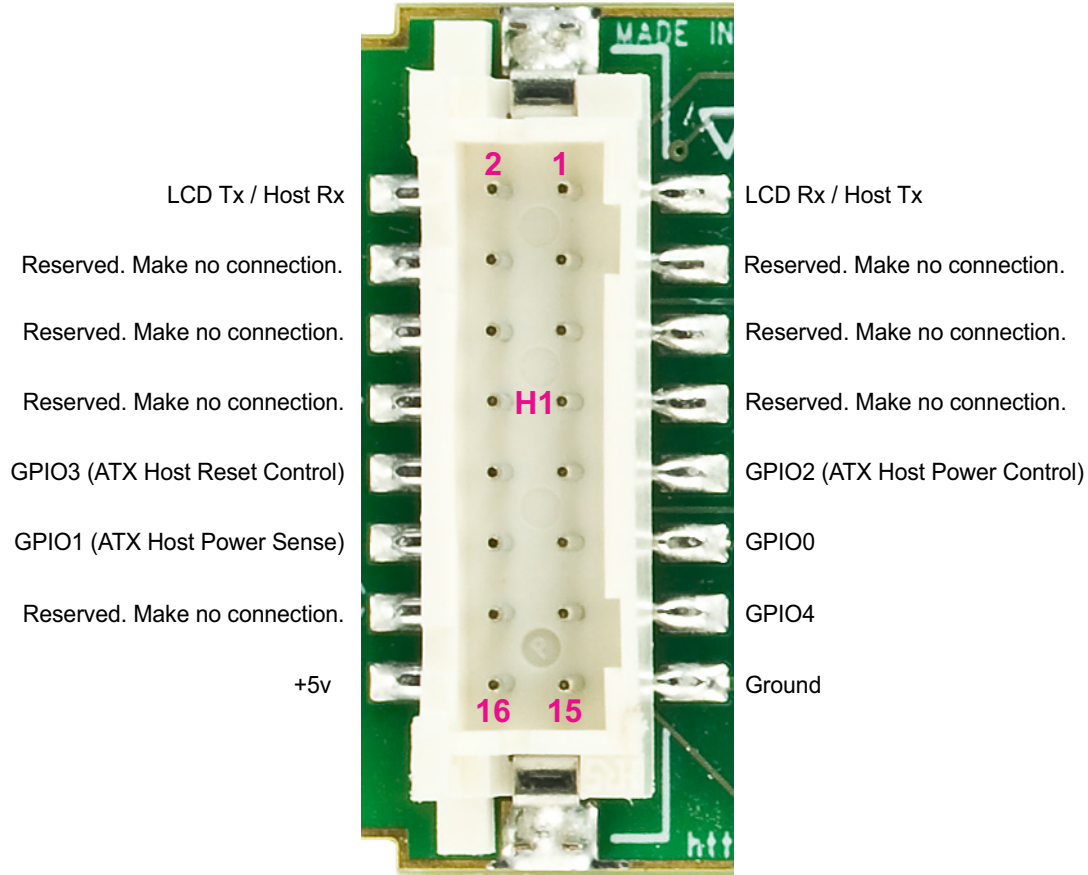 MADE IN
2 1
LCD Tx / Host Rx LCD Rx / Host Tx
Reserved. Make no connection. Reserved. Make no connection.
Reserved. Make no connection. Reserved. Make no connection.
Reserved. Make no connection. H1 Reserved. Make no connection.
GPIO3 (ATX Host Reset Control) GPIO2 (ATX Host Power Control)
GPIO1 (ATX Host Power Sense) GPIO0
Reserved. Make no connection. GPIO4
+5v Ground
16 15
htt